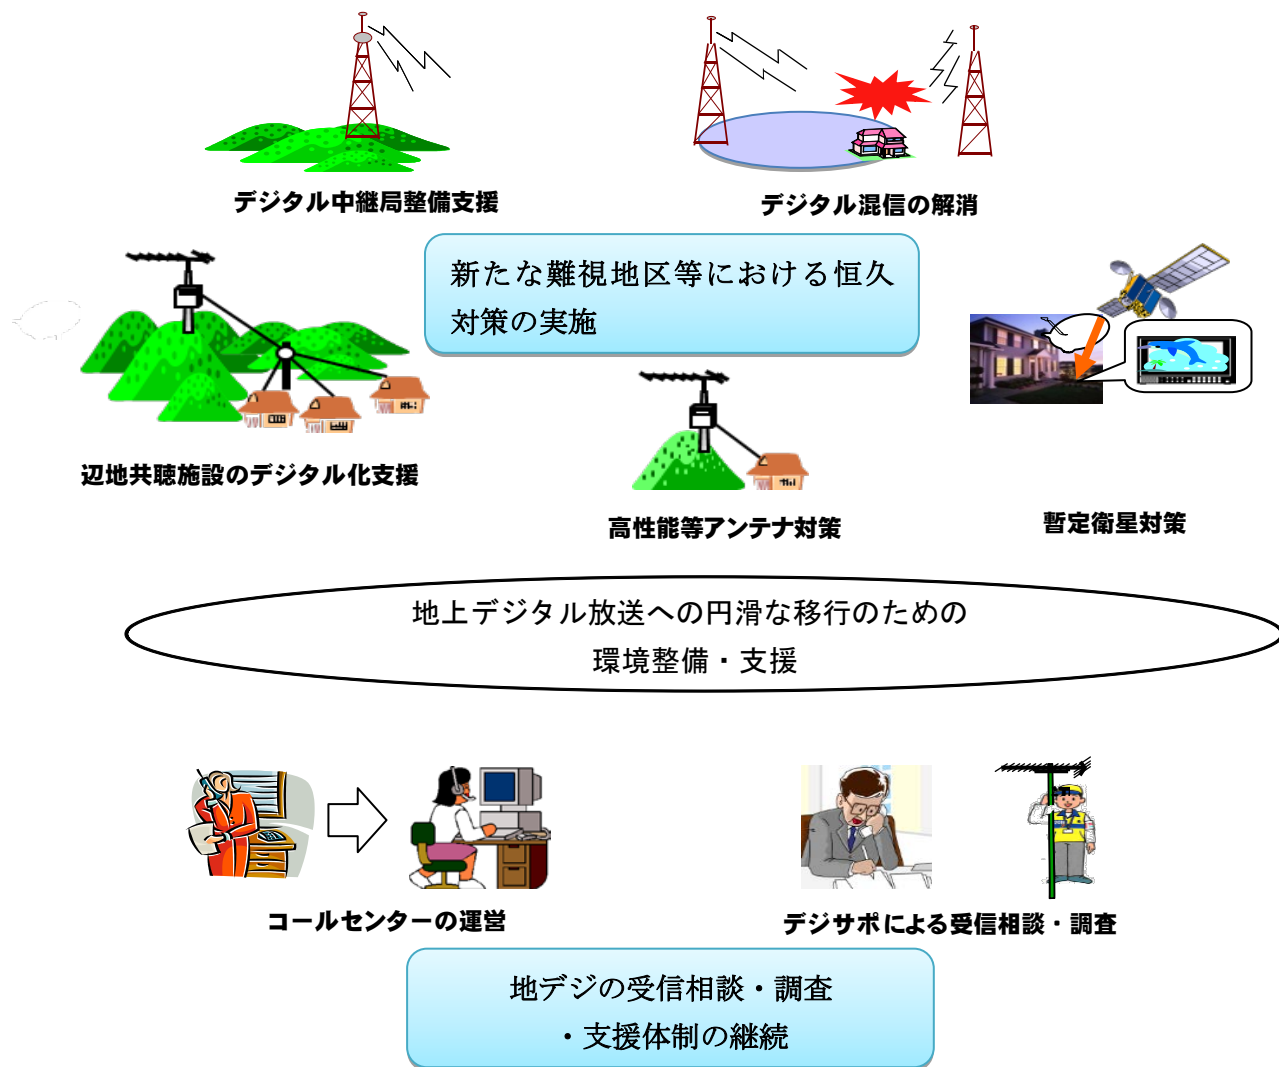 デジタル中継局整備支援
デジタル混信の解消
新たな難視地区等における恒久
対策の実施
辺地共聴施設のデジタル化支援
高性能等アンテナ対策
暫定衛星対策
地上デジタル放送への円滑な移行のための
環境整備・支援
コールセンターの運営
デジサポによる受信相談・調査
地デジの受信相談・調査
・支援体制の継続